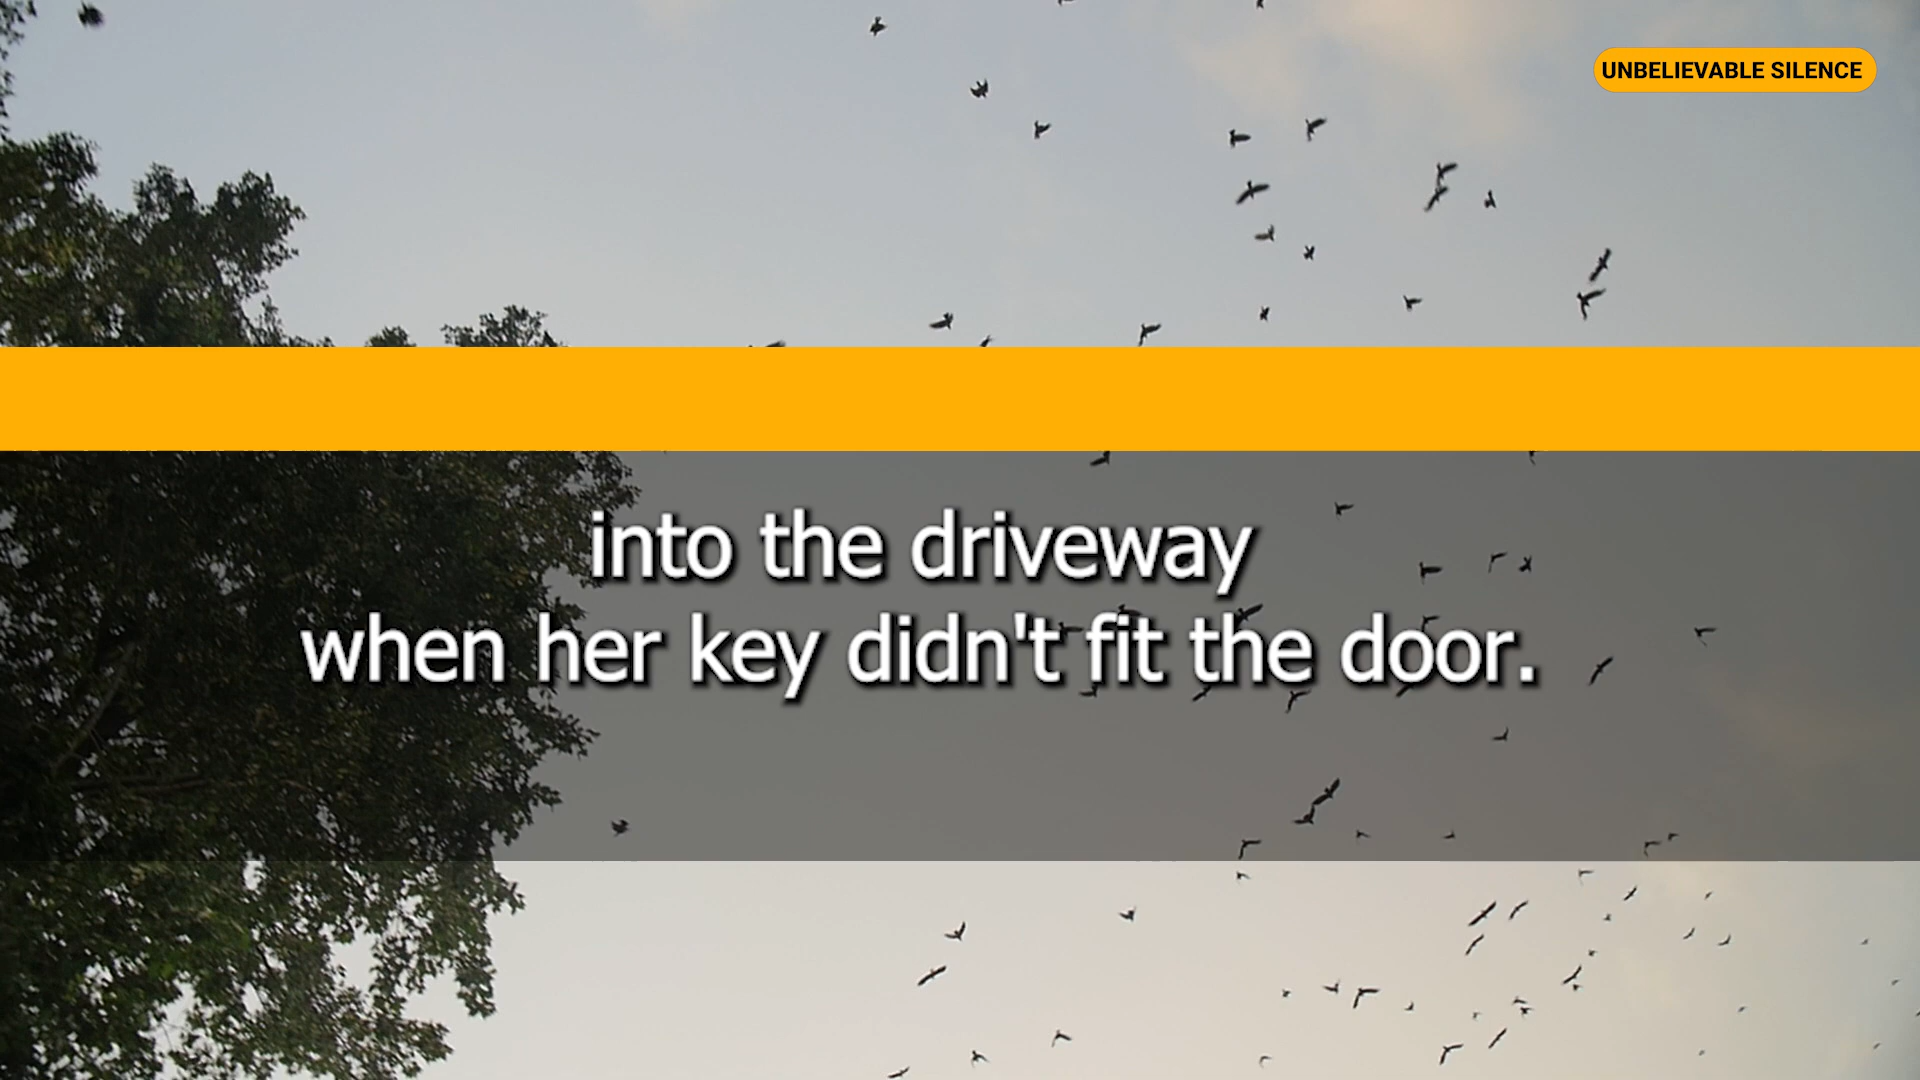 UNBELIEVABLE SILENCE
into the driveway
when her key didn't fit the door.